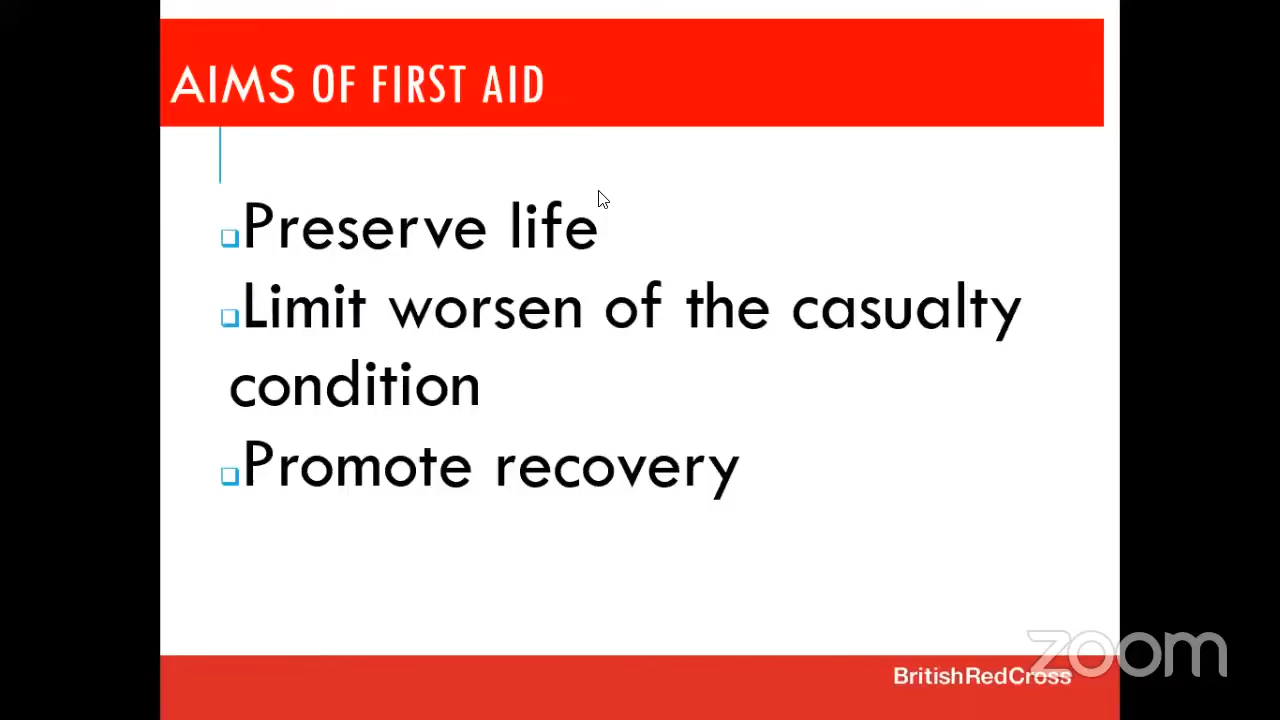 AIMS OF FIRST AID
Preserve life
Limit worsen of the casualty
condition
Promote recovery
BritishRedCross
zoom